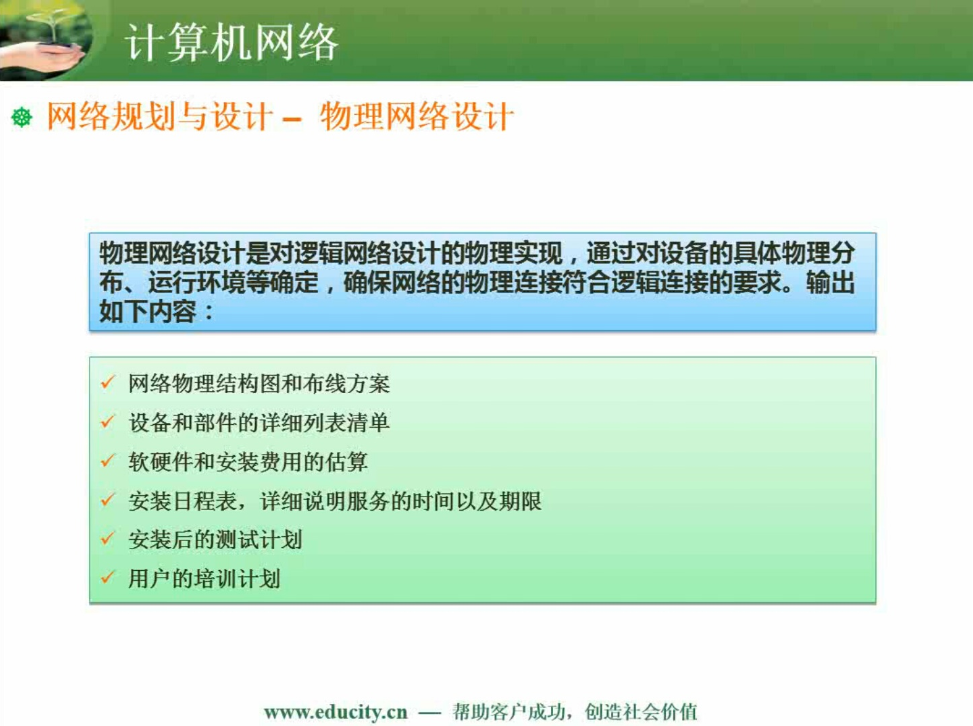 计算机网络
网络规划与设计 – 物理网络设计
物理网络设计是对逻辑网络设计的物理实现，通过对设备的具体物理分
布、运行环境等确定，确保网络的物理连接符合逻辑连接的要求。输出
如下内容：
✓ 网络物理结构图和布线方案
✓ 设备和部件的详细列表清单
✓ 软硬件和安装费用的估算
✓ 安装日程表，详细说明服务的时间以及期限
✓ 安装后的测试计划
✓ 用户的培训计划
www.educity.cn — 帮助客户成功，创造社会价值